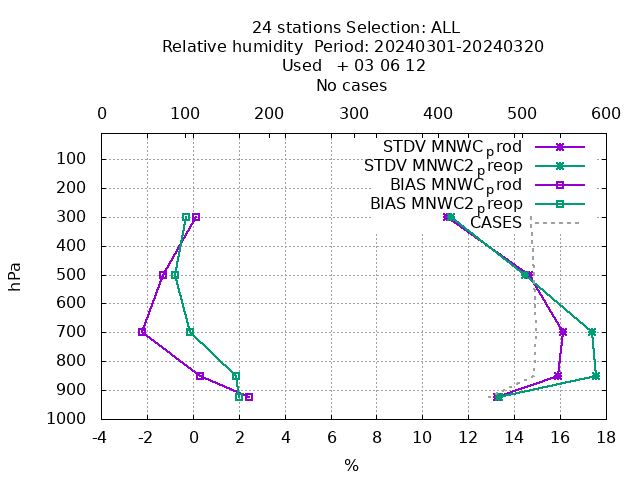 24 stations Selection: ALL
Relative humidity  Period: 20240301-20240320
Used   + 03 06 12
No cases
0 100 200 300 400 500 600
STDV MNWC_prod
STDV MNWC2_preop
BIAS MNWC_prod
BIAS MNWC2_preop
CASES
hPa
100
200
300
400
500
600
700
800
900
1000
-4 -2 0 2 4 6 8 10 12 14 16 18
%